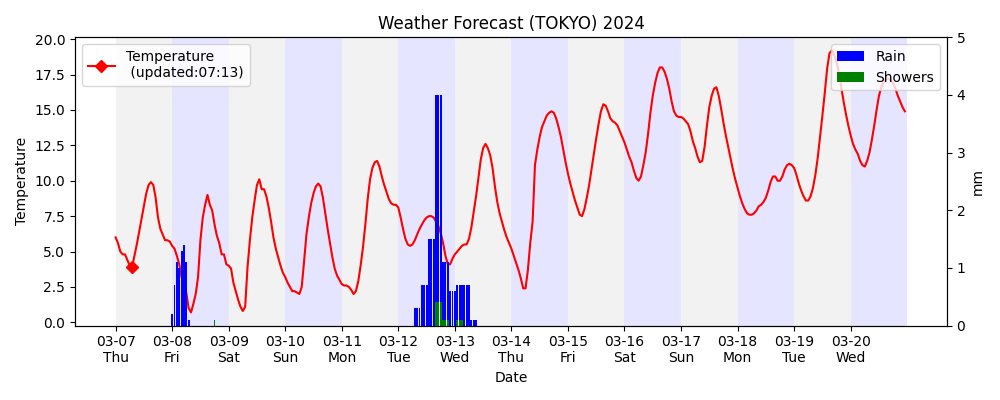 Weather Forecast (TOKYO) 2024
Temperature
(updated:07:13)
Rain
Showers
Temperature
20.0
17.5
15.0
12.5
10.0
7.5
5.0
2.5
0.0
5
4
3
2
1
0
mm
03-07 03-08 03-09 03-10 03-11 03-12 03-13 03-14 03-15 03-16 03-17 03-18 03-19 03-20
Thu Fri Sat Sun Mon Tue Wed Thu Fri Sat Sun Mon Tue Wed
Date